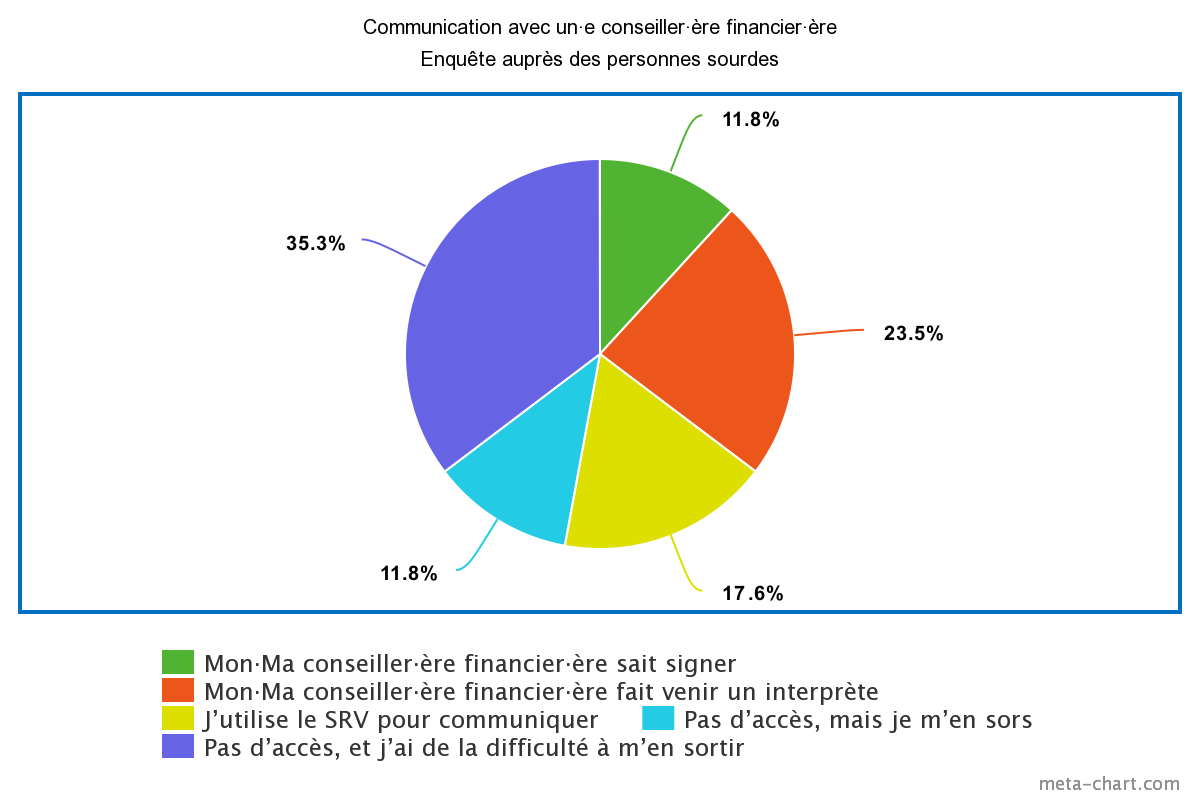 Communication avec un·e conseiller·ère financier·ère
Enquête auprès des personnes sourdes
11.8%
35.3%
23.5%
11.8%
17.6%
Mon·Ma conseiller·ère financier·ère sait signer
Mon·Ma conseiller·ère financier·ère fait venir un interprète
J’utilise le SRV pour communiquer Pas d’accès, mais je m’en sors
Pas d’accès, et j’ai de la difficulté à m’en sortir
meta-chart.com